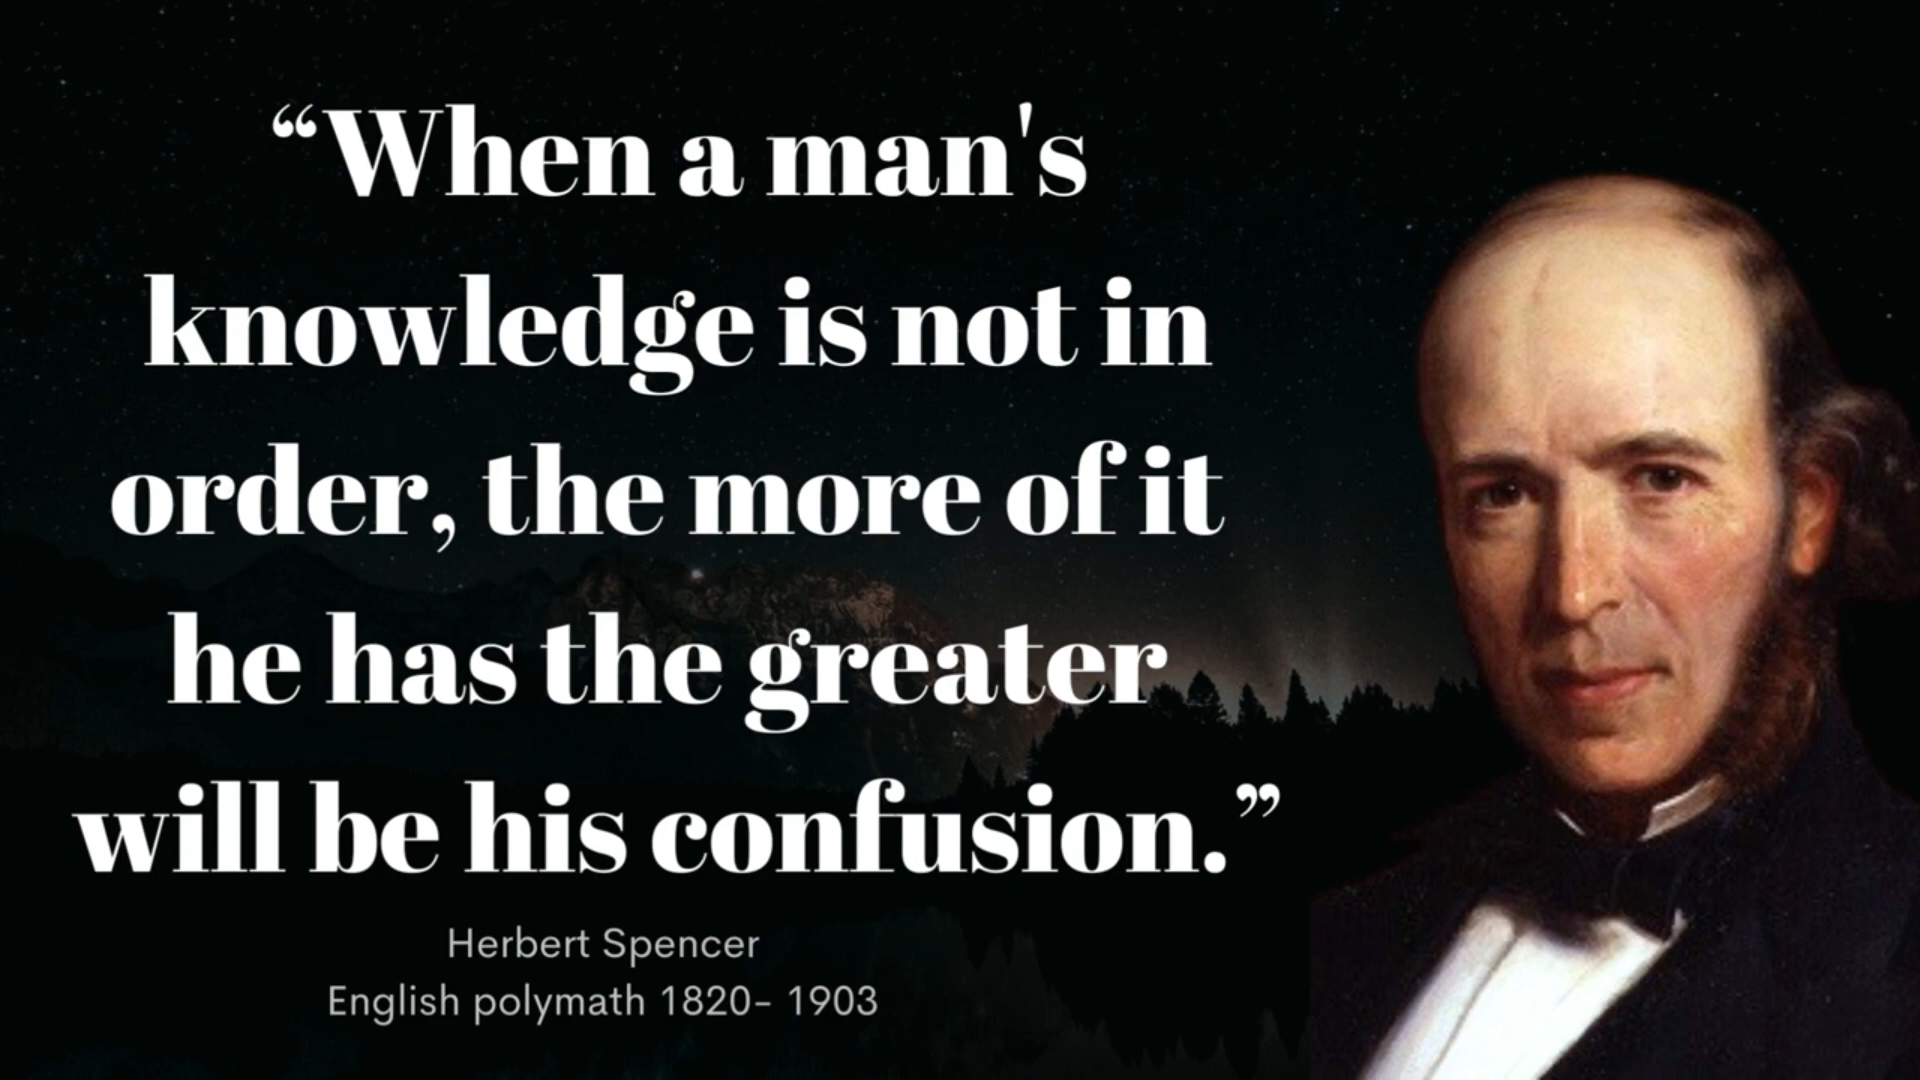 “When a man's
knowledge is not in
order, the more of it
he has the greater
will be his confusion.”
Herbert Spencer
English polymath 1820- 1903